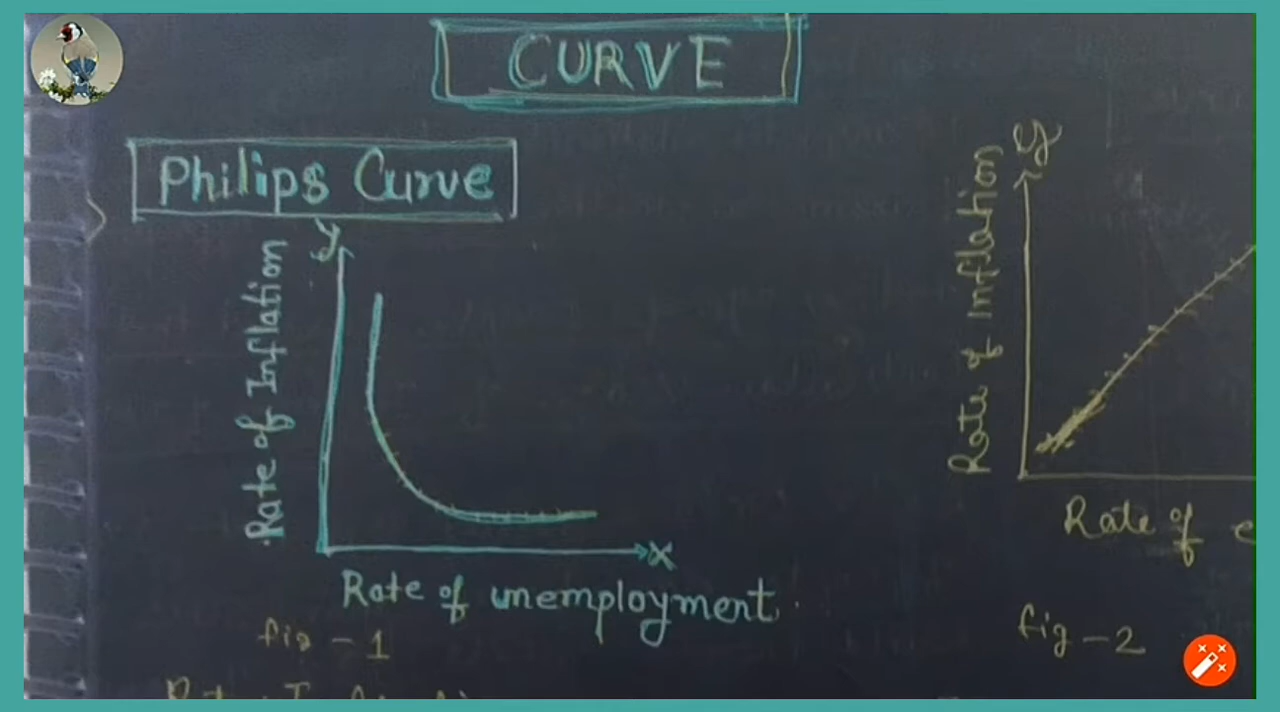 CURVE
Philips Curve
y
Rate of Inflation
x
Rate of unemployment
fig - 1
y
Rate of inflation
Rate of e
fig - 2